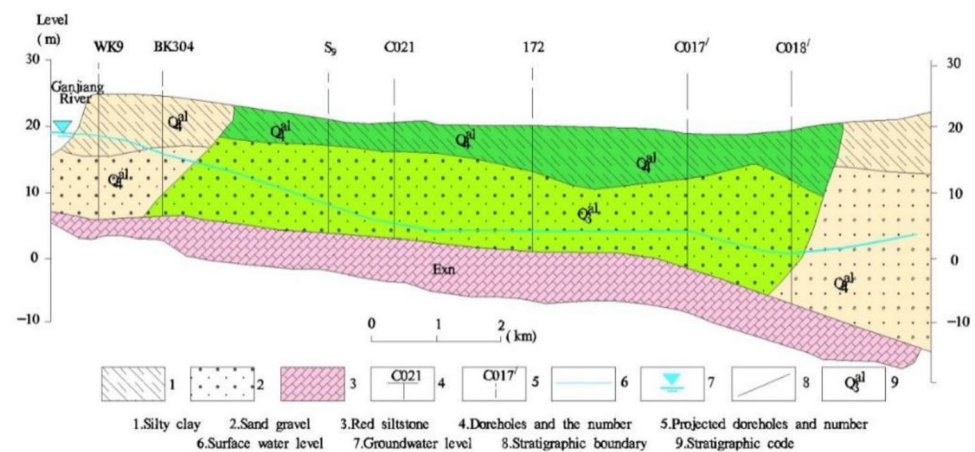 Level
(m)
WK9 BK304 S9 C021 172 C017/ C018/
30 30
Ganjiang
River
20 20
10 10
0 0
-10 -10
Q4al
Q4al
Q4al
Q4al
Q4al
Q3al
Q4al
Exn
0 1 2 (km)
1 2 3 C021 4 C017/ 5 6 7 8 Q3al 9
1.Silty clay 2.Sand gravel 3.Red siltstone 4.Doreholes and the number 5.Projected doreholes and number
6.Surface water level 7.Groundwater level 8.Stratigraphic boundary 9.Stratigraphic code